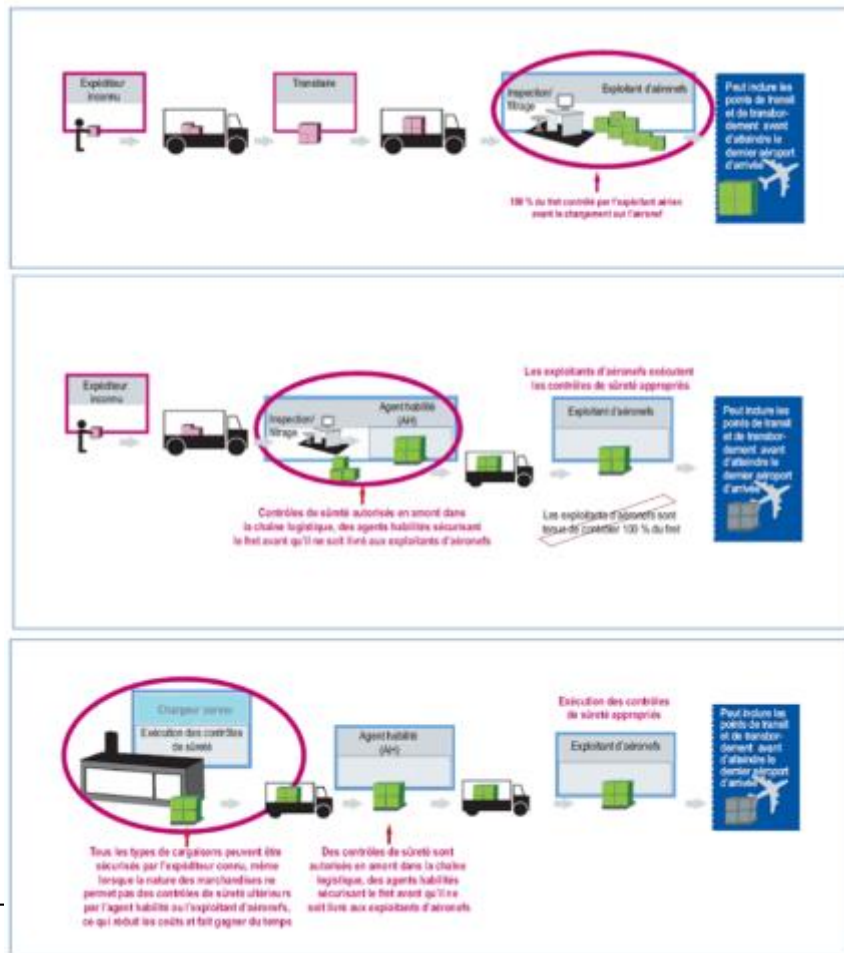 Expéditeur
inconnu
Transitaire
Inspection/
filtrage
Exploitant d'aéronefs
Peut inclure les
points de transit
et de transbor-
dement avant
d'atteindre le
dernier aéroport
d'arrivée
100 % du fret contrôlé par l'exploitant aérien
avant le chargement sur l'aéronef
Les exploitants d'aéronefs exécutent
les contrôles de sûreté appropriés
Expéditeur
inconnu
Inspection/
filtrage
Agent habilité
(AH)
Exploitant d'aéronefs
Peut inclure les
points de transit
et de transbor-
dement avant
d'atteindre le
dernier aéroport
d'arrivée
Contrôles de sûreté autorisés en amont dans
la chaîne logistique, des agents habilités sécurisant
le fret avant qu'il ne soit livré aux exploitants d'aéronefs
Les exploitants d'aéronefs sont
tenus de contrôler 100 % du fret
Chargeur
Exécution des contrôles
de sûreté
Agent habilité
(AH)
Exécution des contrôles
de sûreté appropriés
Exploitant d'aéronefs
Peut inclure les
points de transit
et de transbor-
dement avant
d'atteindre le
dernier aéroport
d'arrivée
Tous les types de cargaisons peuvent être
sécurisés par l'expéditeur connu, même
lorsque la nature des marchandises ne
permet pas des contrôles de sûreté ultérieurs
par l'agent habilité ou l'exploitant d'aéronefs,
ce qui réduit les coûts et fait gagner du temps
Des contrôles de sûreté sont
autorisés en amont dans la chaîne
logistique, des agents habilités
sécurisant le fret avant qu'il ne
soit livré aux exploitants d'aéronefs